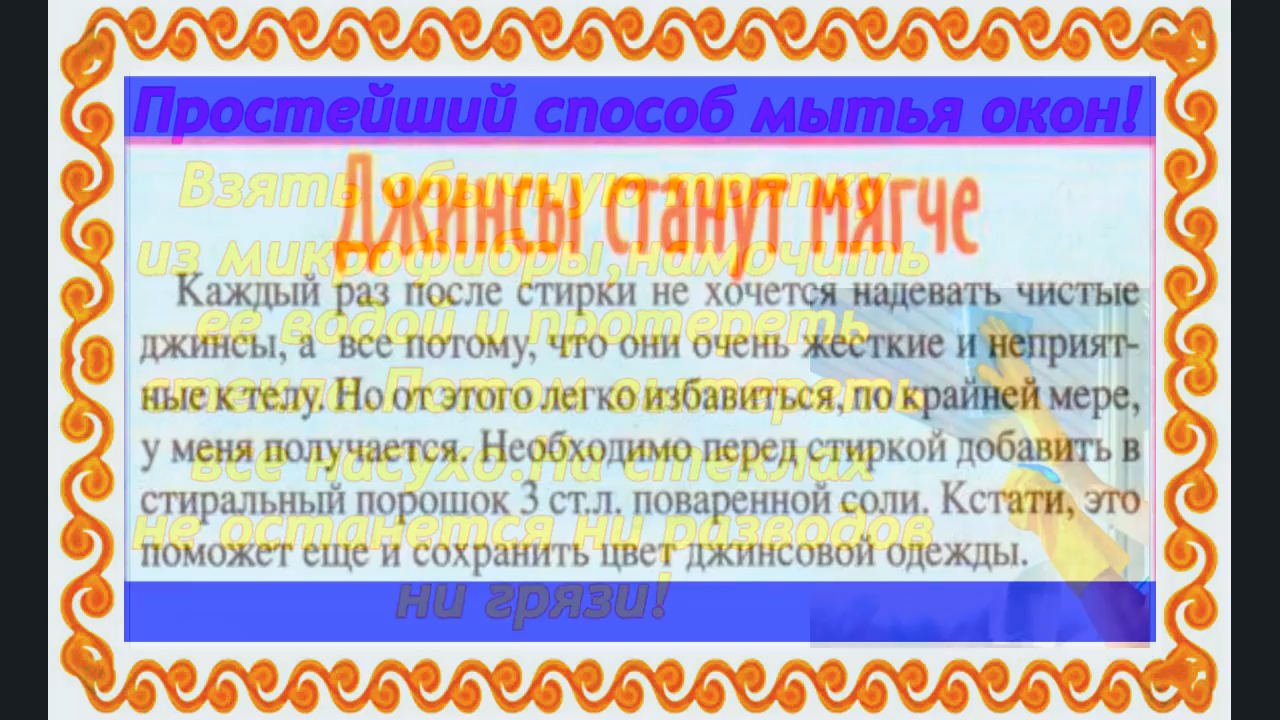 Простейший способ мытья окон!
Джинсы станут мягче
Взять обычную тряпку
из микрофибры,намочить
Каждый раз после стирки не хочется надевать чистые
ее водой и протереть
джинсы, а все потому, что они очень жесткие и неприят-
стекло.Потом вытереть
ные к телу. Но от этого легко избавиться, по крайней мере,
у меня получается. Необходимо перед стиркой добавить в
все насухо.На стеклах
стиральный порошок 3 ст.л. поваренной соли. Кстати, это
не останется ни разводов
поможет еще и сохранить цвет джинсовой одежды.
ни грязи!